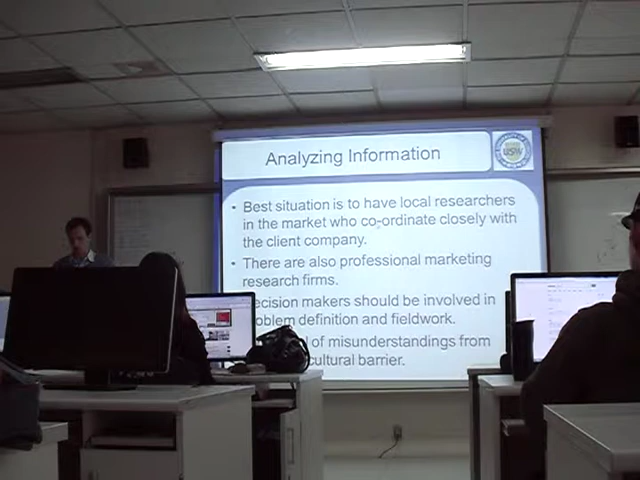 Analyzing Information
• Best situation is to have local researchers
in the market who co-ordinate closely with
the client company.
• There are also professional marketing
research firms.
ecision makers should be involved in
oblem definition and fieldwork.
of misunderstandings from
cultural barrier.